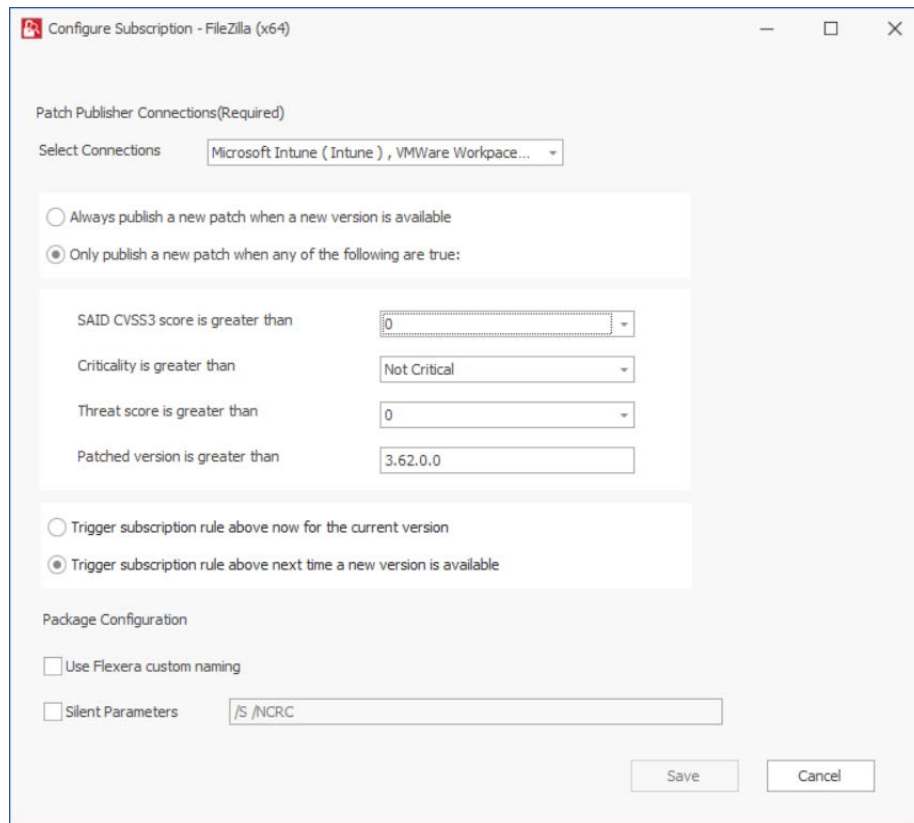 Configure Subscription - FileZilla (x64)
Patch Publisher Connections(Required)
Select Connections Microsoft Intune ( Intune ) , VMWare Workpace...
Always publish a new patch when a new version is available
Only publish a new patch when any of the following are true:
SAID CVSS3 score is greater than 0
Criticality is greater than Not Critical
Threat score is greater than 0
Patched version is greater than 3.62.0.0
Trigger subscription rule above now for the current version
Trigger subscription rule above next time a new version is available
Package Configuration
Use Flexera custom naming
Silent Parameters /S /NCRC
Save Cancel